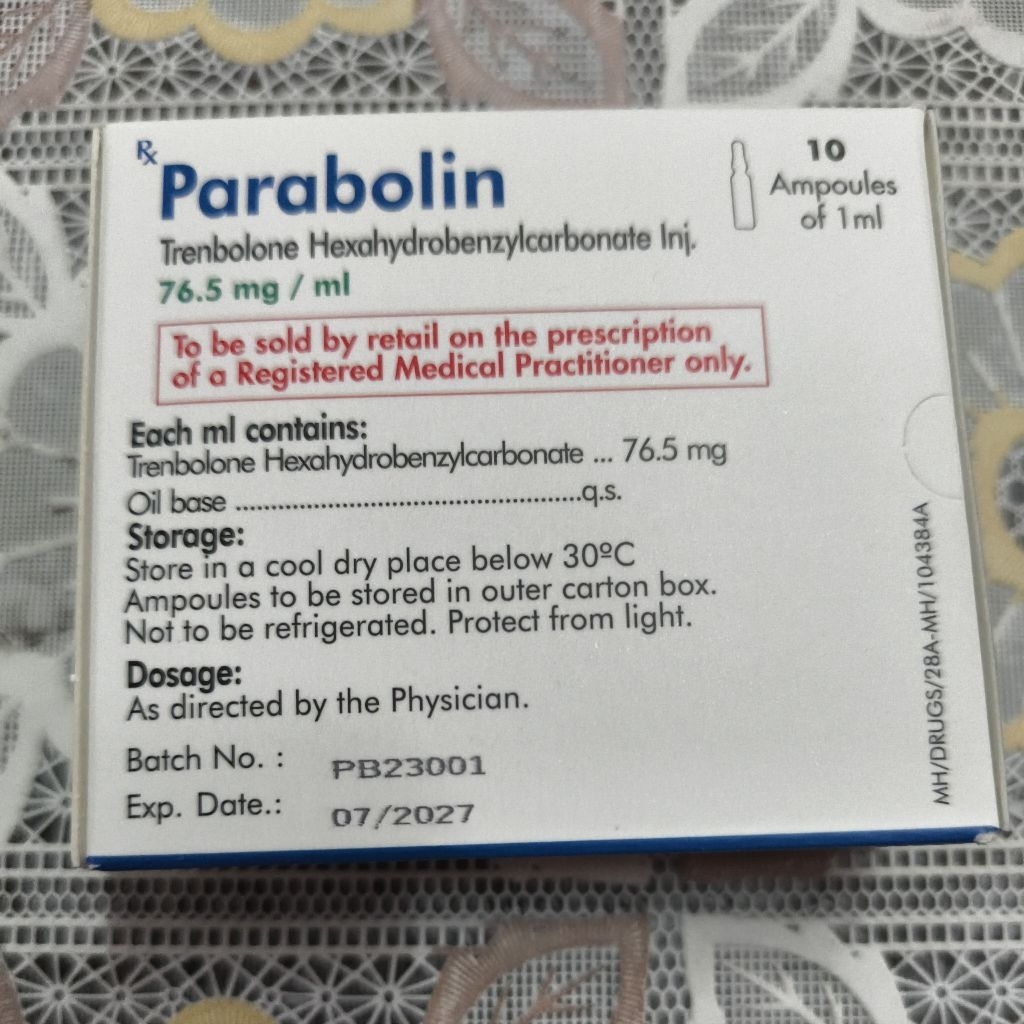 Rx
Parabolin
Trenbolone Hexahydrobenzylcarbonate Inj.
76.5 mg / ml
10
Ampoules
of 1ml
To be sold by retail on the prescription
of a Registered Medical Practitioner only.
Each ml contains:
Trenbolone Hexahydrobenzylcarbonate ... 76.5 mg
Oil base .................................................q.s.
Storage:
Store in a cool dry place below 30ºC
Ampoules to be stored in outer carton box.
Not to be refrigerated. Protect from light.
Dosage:
As directed by the Physician.
Batch No. : PB23001
Exp. Date.: 07/2027
MH/DRUGS/28A-MH/104384A